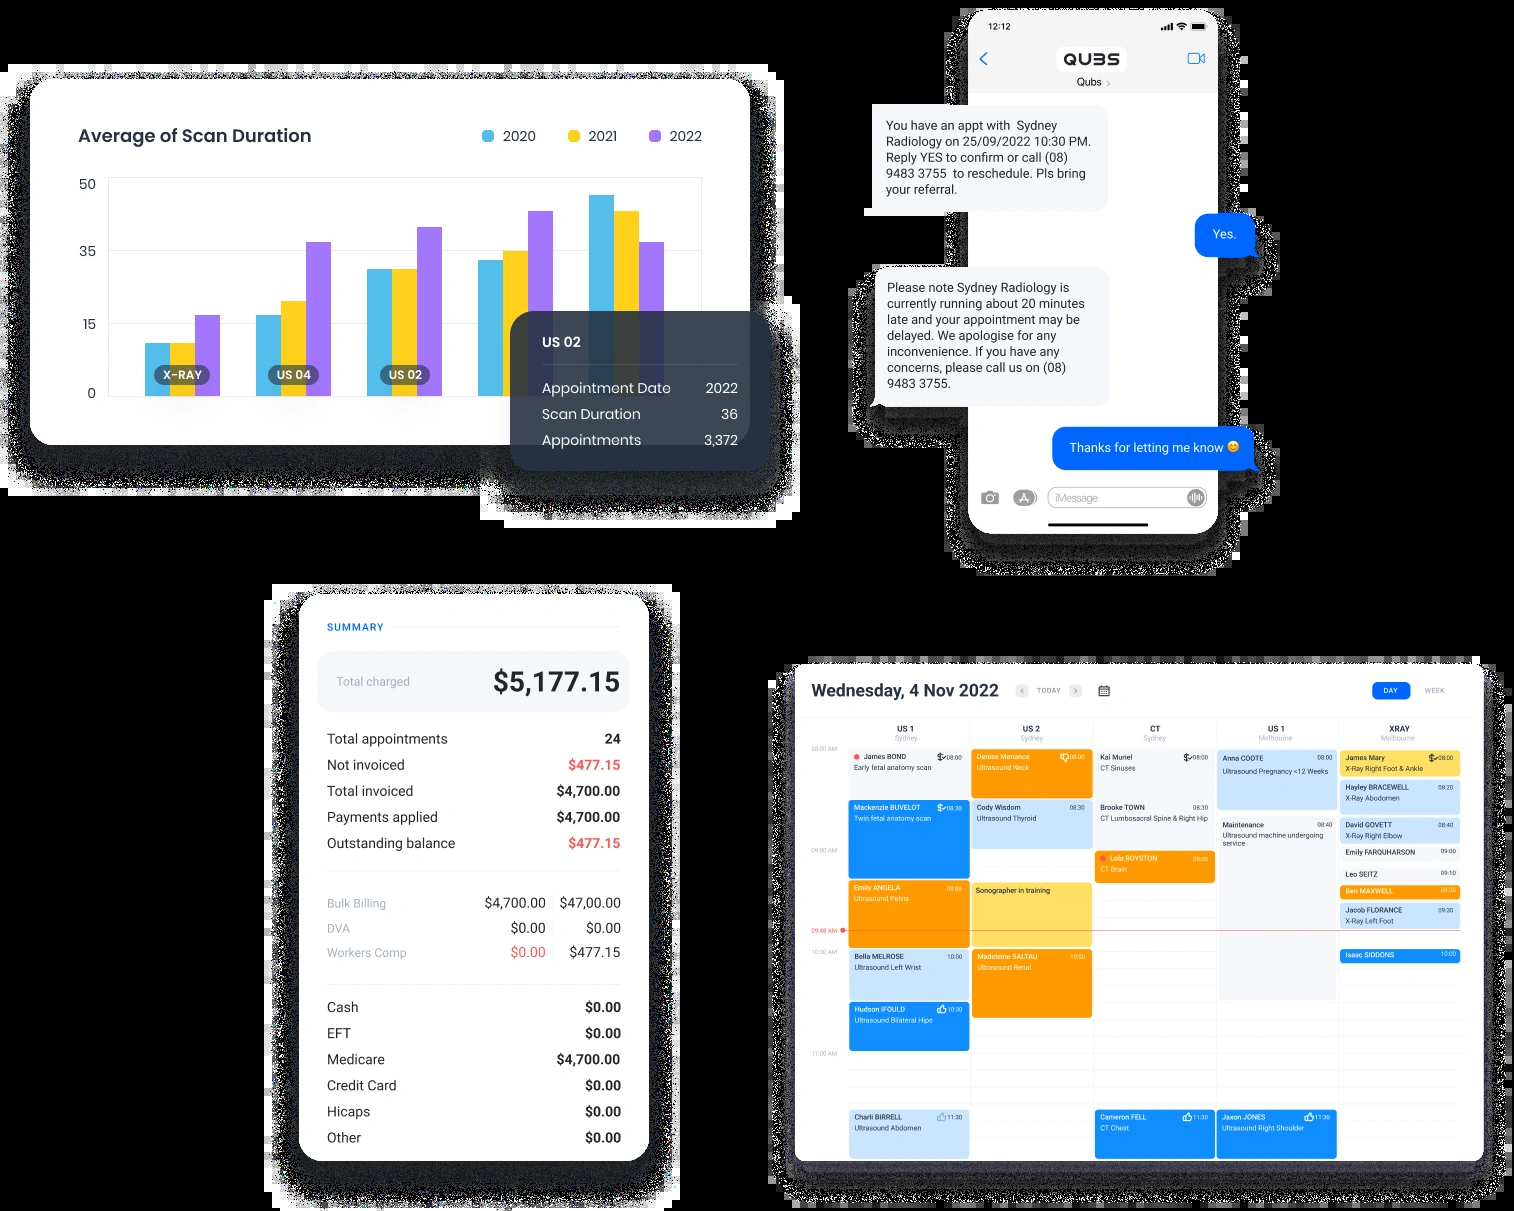 Average of Scan Duration
2020
2021
2022
50
35
15
0
X-RAY
US 04
US 02
US 02
Appointment Date 2022
Scan Duration 36
Appointments 3,372
12:12
QUBS
Qubs
You have an appt with Sydney
Radiology on 25/09/2022 10:30 PM.
Reply YES to confirm or call (08)
9483 3755 to reschedule. Pls bring
your referral.
Yes.
Please note Sydney Radiology is
currently running about 20 minutes
late and your appointment may be
delayed. We apologise for any
inconvenience. If you have any
concerns, please call us on (08)
9483 3755.
Thanks for letting me know 😊
iMessage
SUMMARY
Total charged $5,177.15
Total appointments 24
Not invoiced $477.15
Total invoiced $4,700.00
Payments applied $4,700.00
Outstanding balance $477.15
Bulk Billing $4,700.00 $47,00.00
DVA $0.00 $0.00
Workers Comp $0.00 $477.15
Cash $0.00
EFT $0.00
Medicare $4,700.00
Credit Card $0.00
Hicaps $0.00
Other $0.00
Wednesday, 4 Nov 2022
TODAY
DAY
WEEK
US 1
Sydney
US 2
Sydney
CT
Sydney
US 1
Melbourne
XRAY
Melbourne
08:00 AM
09:00 AM
09:48 AM
10:00 AM
11:00 AM
James BOND 08:00
Early fetal anatomy scan
Mackenzie BUVELOT 08:30
Twin fetal anatomy scan
Emily ANGELA 08:00
Ultrasound Pelvis
Bella MELROSE 10:00
Ultrasound Left Wrist
Hudson IFOULD 10:30
Ultrasound Bilateral Hips
Charli BIRRELL 11:30
Ultrasound Abdomen
Denise Menance 08:00
Ultrasound Neck
Cody Wisdom 08:30
Ultrasound Thyroid
Sonographer in training
Madeleine SALTAU 10:00
Ultrasound Renal
Kai Muriel 08:00
CT Sinuses
Brooke TOWN 08:30
CT Lumbosacral Spine & Right Hip
Lola ROYSTON 09:00
CT Brain
Cameron FELL 11:30
CT Chest
Anna COOTE 08:00
Ultrasound Pregnancy <12 Weeks
Maintenance 08:40
Ultrasound machine undergoing
service
Jaxon JONES 11:30
Ultrasound Right Shoulder
James Mary 08:00
X-Ray Right Foot & Ankle
Hayley BRACEWELL 08:20
X-Ray Abodomen
David GOVETT 08:40
X-Ray Right Elbow
Emily FARQUHARSON 09:00
Leo SEITZ 09:10
Ben MAXWELL 09:20
Jacob FLORANCE 09:30
X-Ray Left Foot
Isaac SIDDONS 10:00